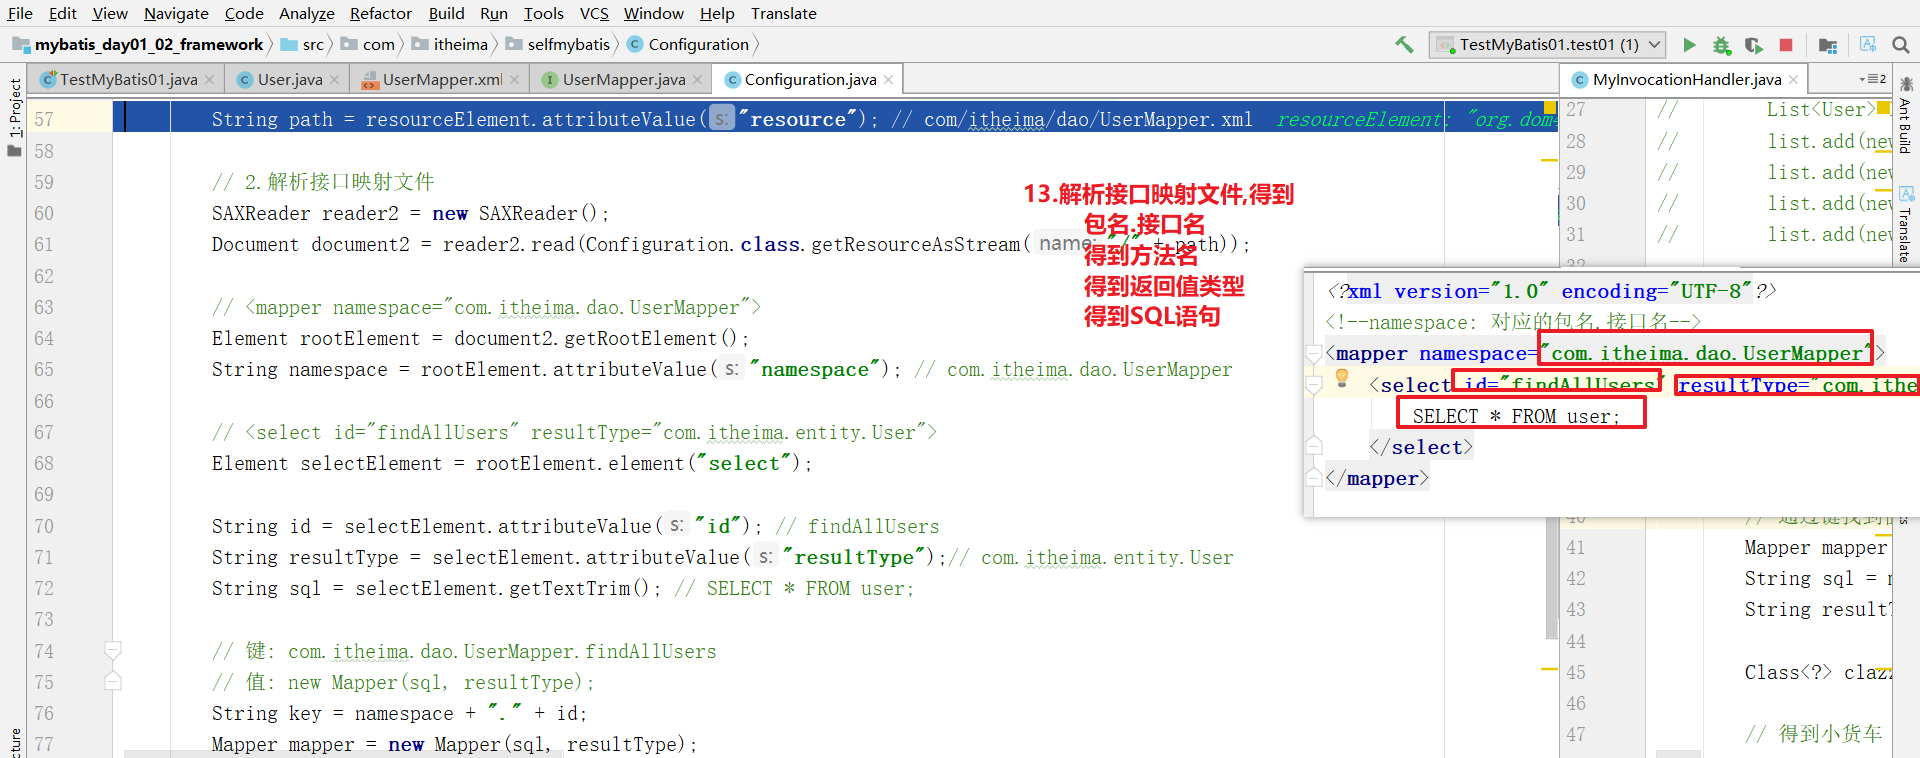 File Edit View Navigate Code Analyze Refactor Build Run Tools VCS Window Help Translate
mybatis_day01_02_framework src com itheima selfmybatis Configuration TestMyBatis01.test01 (1)
TestMyBatis01.java User.java UserMapper.xml UserMapper.java Configuration.java MyInvocationHandler.java 2
1: Project
57 String path = resourceElement.attributeValue( s: "resource"); // com/itheima/dao/UserMapper.xml resourceElement: "org.dom
58
59 // 2.解析接口映射文件
60 SAXReader reader2 = new SAXReader();
61 Document document2 = reader2.read(Configuration.class.getResourceAsStream( name: "/" + path));
62
63 // <mapper namespace="com.itheima.dao.UserMapper">
64 Element rootElement = document2.getRootElement();
65 String namespace = rootElement.attributeValue( s: "namespace"); // com.itheima.dao.UserMapper
66
67 // <select id="findAllUsers" resultType="com.itheima.entity.User">
68 Element selectElement = rootElement.element("select");
69
70 String id = selectElement.attributeValue( s: "id"); // findAllUsers
71 String resultType = selectElement.attributeValue( s: "resultType");// com.itheima.entity.User
72 String sql = selectElement.getTextTrim(); // SELECT * FROM user;
73
74 // 键: com.itheima.dao.UserMapper.findAllUsers
75 // 值: new Mapper(sql, resultType);
76 String key = namespace + "." + id;
77 Mapper mapper = new Mapper(sql, resultType);
13.解析接口映射文件,得到
包名.接口名
得到方法名
得到返回值类型
得到SQL语句
27 // List<User>
28 // list.add(new
29 // list.add(new
30 // list.add(new
31 // list.add(new
<?xml version="1.0" encoding="UTF-8"?>
<!--namespace: 对应的包名.接口名-->
<mapper namespace="com.itheima.dao.UserMapper">
<select id="findAllUsers" resultType="com.ithe
SELECT * FROM user;
</select>
</mapper>
// 通过键找到
41 Mapper mapper
42 String sql =
43 String result
44
45 Class<?> claz
46
47 // 得到小货车
Ant Build
Translate